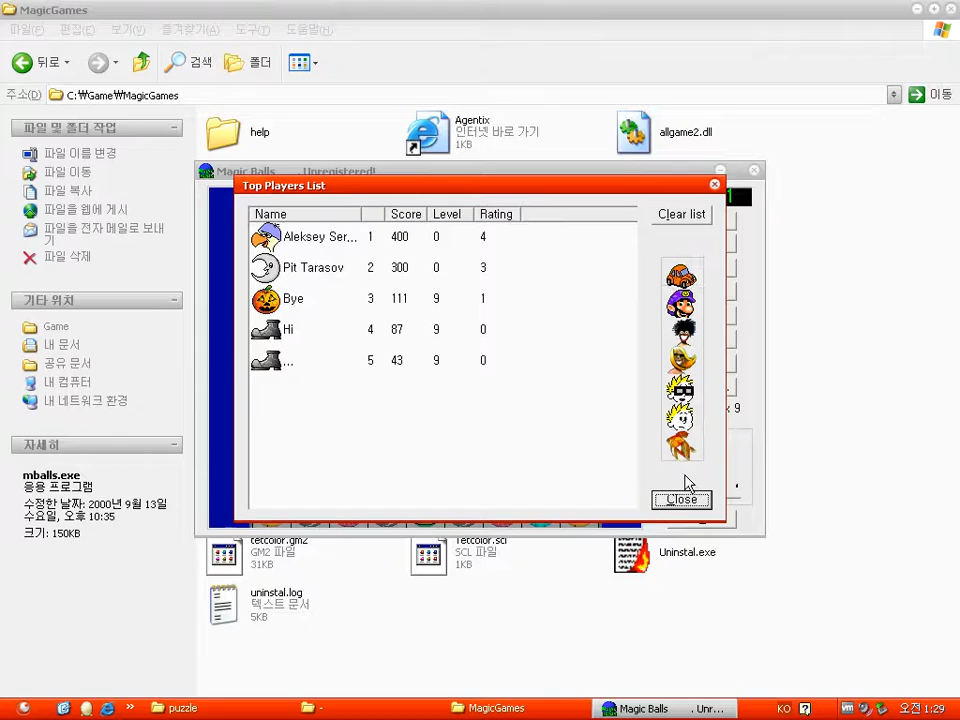 MagicGames
파일(F) 편집(E) 보기(V) 즐겨찾기(A) 도구(T) 도움말(H)
뒤로 검색 폴더
주소(D) C:₩Game₩MagicGames 이동
파일 및 폴더 작업
파일 이름 변경
파일 이동
파일 복사
파일을 웹에 게시
파일을 전자 메일로 보내
기
파일 삭제
기타 위치
Game
내 문서
공유 문서
내 컴퓨터
내 네트워크 환경
자세히
mballs.exe
응용 프로그램
수정한 날짜: 2000년 9월 13일
수요일, 오후 10:35
크기: 150KB
help
Agentix
인터넷 바로 가기
1KB
allgame2.dll
Magic Balls . Unregistered!
Top Players List
Name Score Level Rating
Aleksey Ser... 1 400 0 4
Pit Tarasov 2 300 0 3
Bye 3 111 9 1
Hi 4 87 9 0
... 5 43 9 0
Clear list
Close
x 9
tetcolor.gm2
GM2 파일
31KB
Tetcolor.scl
SCL 파일
1KB
Uninstal.exe
uninstal.log
텍스트 문서
5KB
puzzle
-
MagicGames
Magic Balls . Unr...
KO
오전 1:29